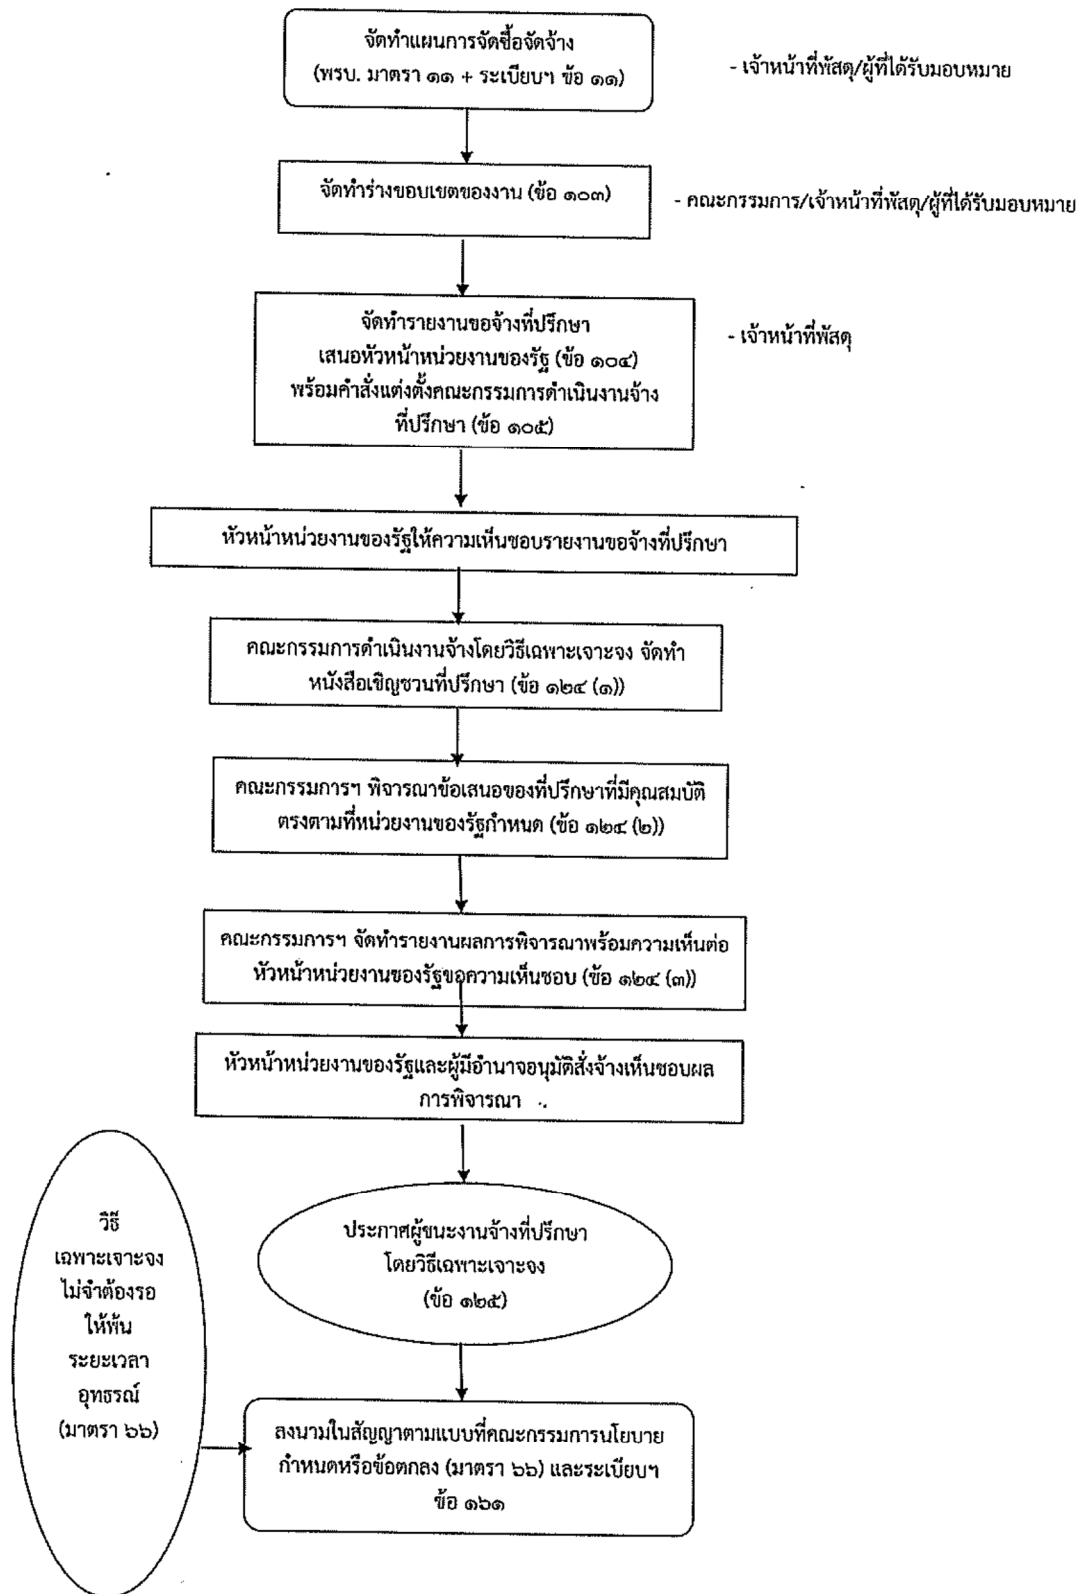 จัดทำแผนการจัดซื้อจัดจ้าง
(พรบ. มาตรา ๑๑ + ระเบียบฯ ข้อ ๑๑)
- เจ้าหน้าที่พัสดุ/ผู้ที่ได้รับมอบหมาย
จัดทำร่างขอบเขตของงาน (ข้อ ๑๐๓)
- คณะกรรมการ/เจ้าหน้าที่พัสดุ/ผู้ที่ได้รับมอบหมาย
จัดทำรายงานขอจ้างที่ปรึกษา
เสนอหัวหน้าหน่วยงานของรัฐ (ข้อ ๑๐๔)
พร้อมคำสั่งแต่งตั้งคณะกรรมการดำเนินงานจ้าง
ที่ปรึกษา (ข้อ ๑๐๕)
- เจ้าหน้าที่พัสดุ
หัวหน้าหน่วยงานของรัฐให้ความเห็นชอบรายงานขอจ้างที่ปรึกษา
คณะกรรมการดำเนินงานจ้างโดยวิธีเฉพาะเจาะจง จัดทำ
หนังสือเชิญชวนที่ปรึกษา (ข้อ ๑๒๔ (๑))
คณะกรรมการฯ พิจารณาข้อเสนอของที่ปรึกษาที่มีคุณสมบัติ
ตรงตามที่หน่วยงานของรัฐกำหนด (ข้อ ๑๒๔ (๒))
คณะกรรมการฯ จัดทำรายงานผลการพิจารณาพร้อมความเห็นต่อ
หัวหน้าหน่วยงานของรัฐขอความเห็นชอบ (ข้อ ๑๒๔ (๓))
หัวหน้าหน่วยงานของรัฐและผู้มีอำนาจอนุมัติสั่งจ้างเห็นชอบผล
การพิจารณา
ประกาศผู้ชนะงานจ้างที่ปรึกษา
โดยวิธีเฉพาะเจาะจง
(ข้อ ๑๒๕)
วิธี
เฉพาะเจาะจง
ไม่จำต้องรอ
ให้พ้น
ระยะเวลา
อุทธรณ์
(มาตรา ๖๖)
ลงนามในสัญญาตามแบบที่คณะกรรมการนโยบาย
กำหนดหรือข้อตกลง (มาตรา ๖๖) และระเบียบฯ
ข้อ ๑๖๑